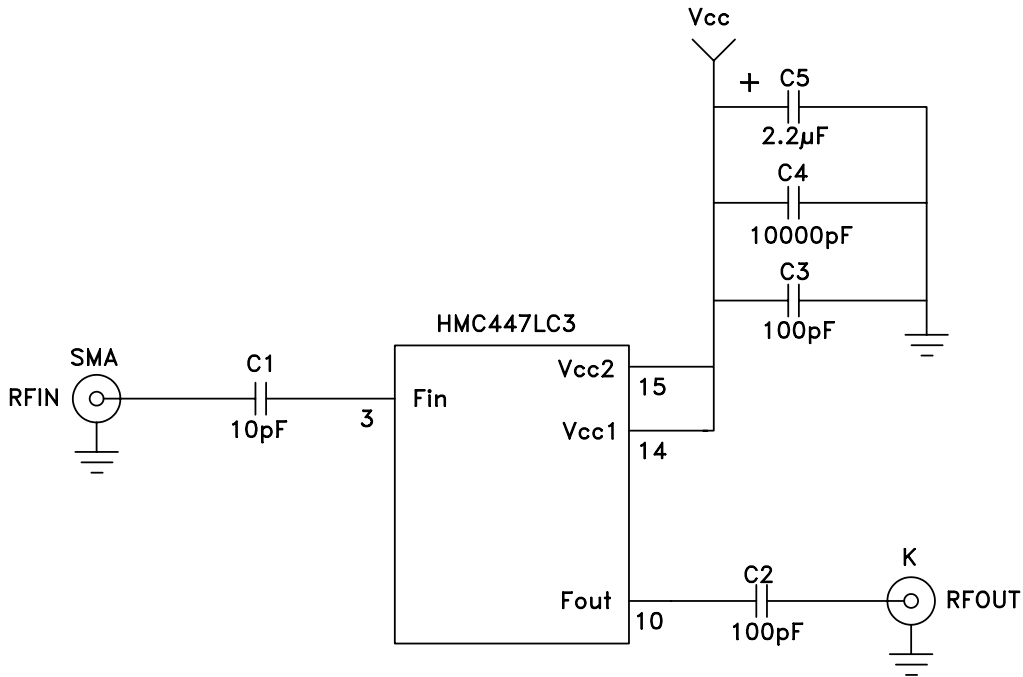 Vcc
+ C5
2.2µF
C4
10000pF
C3
100pF
HMC447LC3
SMA
RFIN
C1
10pF
3
Fin
Vcc2
15
Vcc1
14
Fout
10
C2
100pF
K
RFOUT